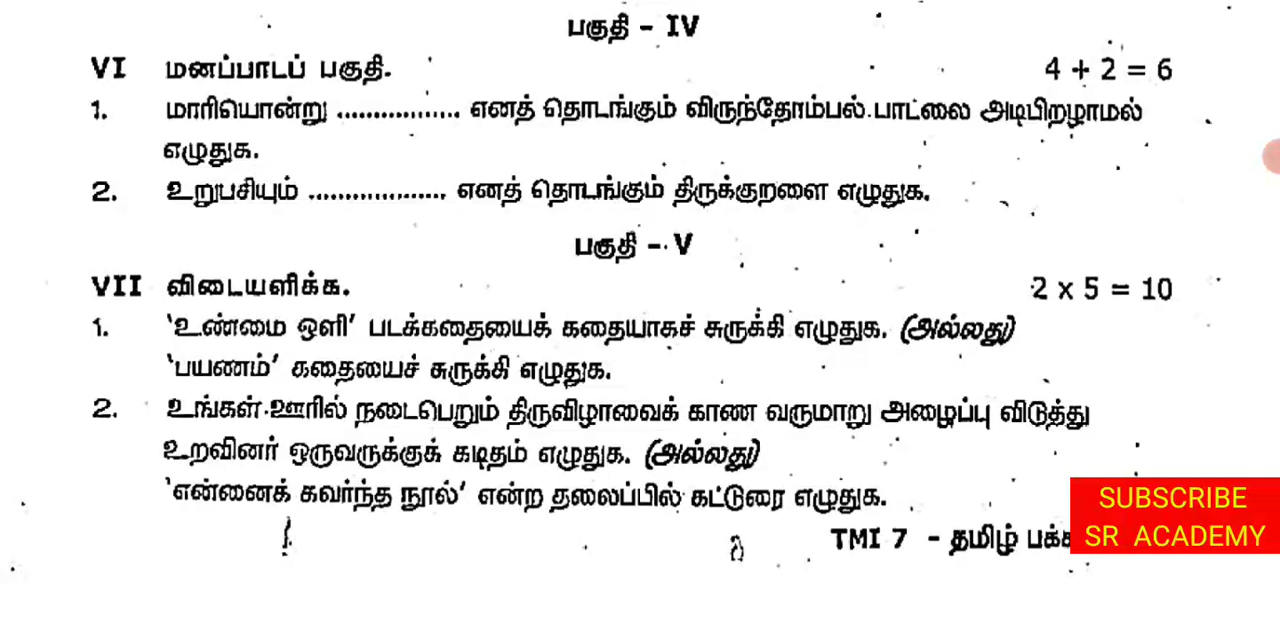 பகுதி – IV
VI மனப்பாடப் பகுதி. 4 + 2 = 6
1. மாரியொன்று ................. எனத் தொடங்கும் விருந்தோம்பல் பாடலை அடிபிறழாமல்
எழுதுக.
2. உறுபசியும் ................... எனத் தொடங்கும் திருக்குறளை எழுதுக.
பகுதி – V
VII விடையளிக்க. 2 x 5 = 10
1. 'உண்மை ஒளி' படக்கதையைக் கதையாகச் சுருக்கி எழுதுக. (அல்லது)
'பயணம்' கதையைச் சுருக்கி எழுதுக.
2. உங்கள் ஊரில் நடைபெறும் திருவிழாவைக் காண வருமாறு அழைப்பு விடுத்து
உறவினர் ஒருவருக்குக் கடிதம் எழுதுக. (அல்லது)
'என்னைக் கவர்ந்த நூல்' என்ற தலைப்பில் கட்டுரை எழுதுக.
TMI 7 - தமிழ்
SUBSCRIBE
SR ACADEMY